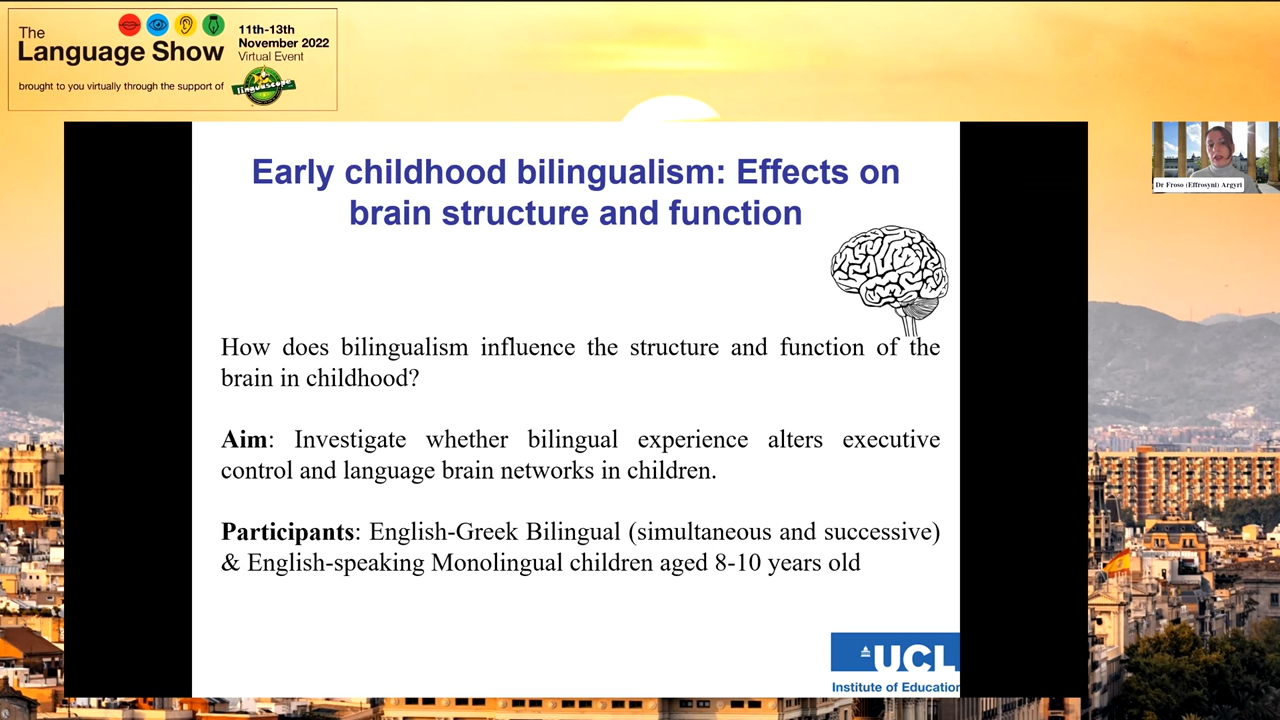 The
Language Show
11th-13th
November 2022
Virtual Event
brought to you virtually through the support of
linguascope
Dr Froso (Effrosyni) Argyri
Early childhood bilingualism: Effects on
brain structure and function
How does bilingualism influence the structure and function of the
brain in childhood?
Aim: Investigate whether bilingual experience alters executive
control and language brain networks in children.
Participants: English-Greek Bilingual (simultaneous and successive)
& English-speaking Monolingual children aged 8-10 years old
UCL
Institute of Education